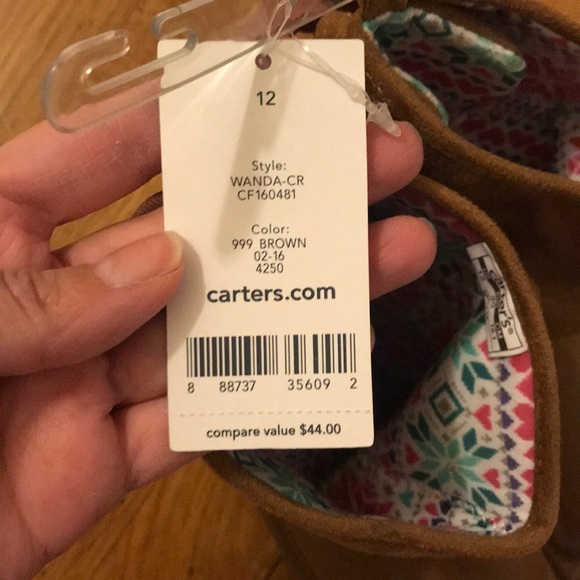 12
Style:
WANDA-CR
CF160481
Color:
999 BROWN
02-16
4250
carters.com
8 88737 35609 2
compare value $44.00
carter's